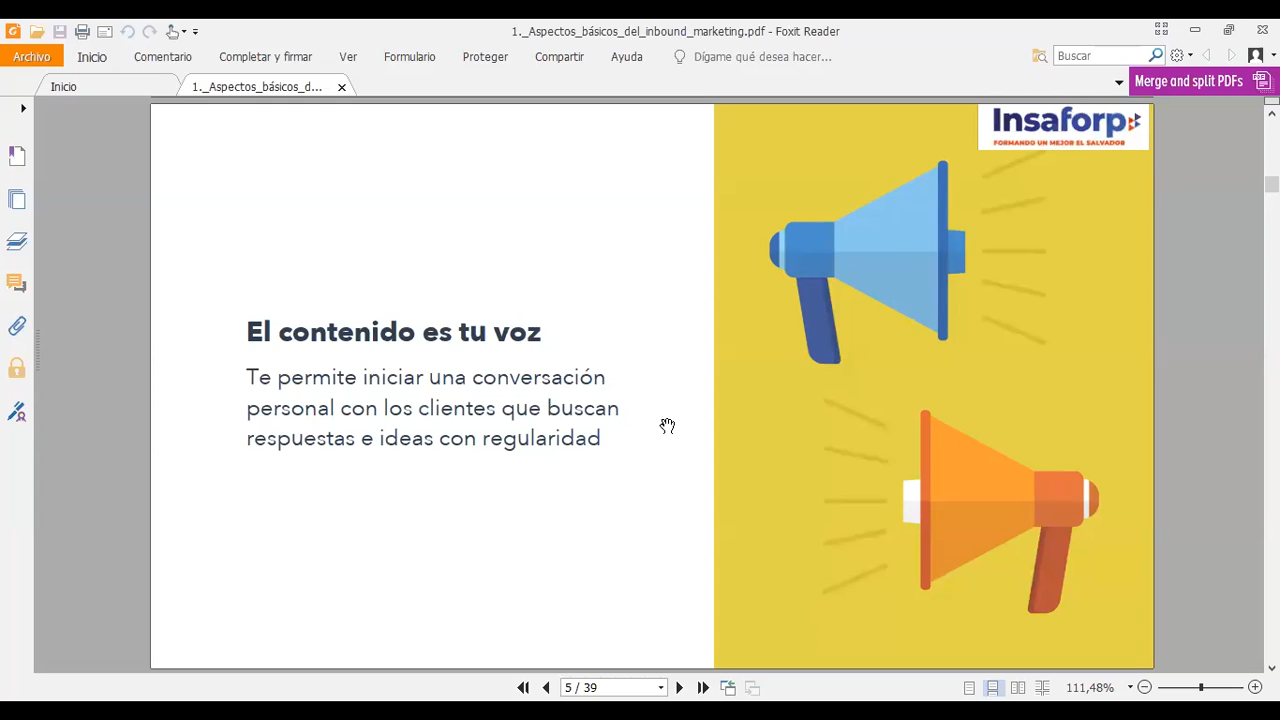 1._Aspectos_básicos_del_inbound_marketing.pdf - Foxit Reader
Archivo Inicio Comentario Completar y firmar Ver Formulario Proteger Compartir Ayuda Dígame qué desea hacer... Buscar
Inicio 1._Aspectos_básicos_d... Merge and split PDFs
Insaforp
FORMANDO UN MEJOR EL SALVADOR
El contenido es tu voz
Te permite iniciar una conversación
personal con los clientes que buscan
respuestas e ideas con regularidad
5 / 39 111,48%